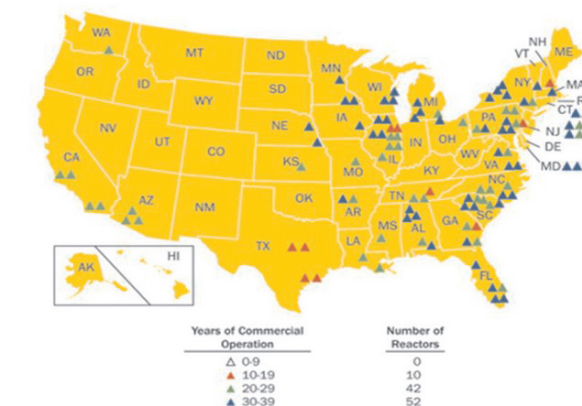 NH
VT
ME
WA
MT
ND
MN
OR
ID
SD
WI
NY
MA
WY
MI
R
CT
IA
PA
NV
NE
NJ
UT
IL
IN
OH
DE
CA
CO
KS
MO
WV
VA
MD
KY
NC
AZ
NM
OK
TN
AR
SC
MS
AL
GA
TX
LA
AK
HI
FL
Years of Commercial Operation
Number of Reactors
0-9 0
10-19 10
20-29 42
30-39 52